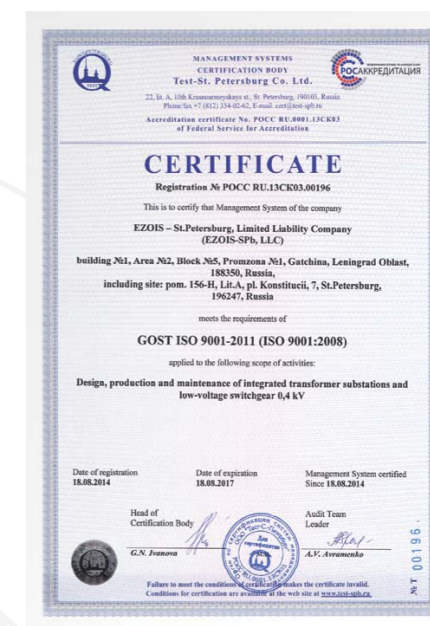 MANAGEMENT SYSTEMS
CERTIFICATION BODY
Test-St. Petersburg Co. Ltd.
РОСАККРЕДИТАЦИЯ
22, lit. A, 10th Krasnoarmeyskaya st., St. Petersburg, 190103, Russia
Phone/fax +7 (812) 334-02-62, E-mail: cert@test-spb.ru
Accreditation certificate No. РОСС RU.0001.13СК03
of Federal Service for Accreditation
CERTIFICATE
Registration № РОСС RU.13СК03.00196
This is to certify that Management System of the company
EZOIS – St.Petersburg, Limited Liability Company
(EZOIS-SPb, LLC)
building №1, Area №2, Block №5, Promzona №1, Gatchina, Leningrad Oblast,
188350, Russia,
including site: pom. 156-H, Lit.A, pl. Konstitucii, 7, St.Petersburg,
196247, Russia
meets the requirements of
GOST ISO 9001-2011 (ISO 9001:2008)
applied to the following scope of activities:
Design, production and maintenance of integrated transformer substations and
low-voltage switchgear 0,4 kV
Date of registration
18.08.2014
Date of expiration
18.08.2017
Management System certified
Since 18.08.2014
Head of
Certification Body
G.N. Ivanova
Audit Team
Leader
A.V. Avramenko
Для
сертификатов
№ T 00196
Failure to meet the conditions of certification makes the certificate invalid.
Conditions for certification are available at the web site at www.test-spb.ru